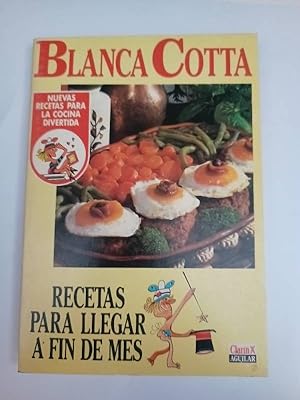 BLANCA COTTA
NUEVAS
RECETAS PARA
LA COCINA
DIVERTIDA
RECETAS
PARA LLEGAR
A FIN DE MES
Clarín X
AGUILAR